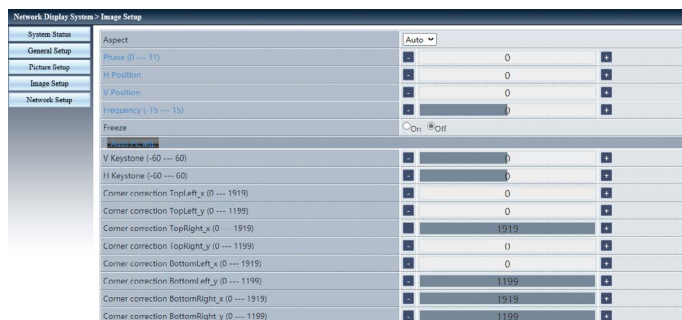 Network Display System > Image Setup
System Status
General Setup
Picture Setup
Image Setup
Network Setup
Aspect Auto
Phase (0 --- 31) - 0 +
H Position - 0 +
V Position - 0 +
Frequency (-15 --- 15) - 0 +
Freeze On Off
V Keystone (-60 --- 60) - 0 +
H Keystone (-60 --- 60) - 0 +
Corner correction TopLeft_x (0 --- 1919) - 0 +
Corner correction TopLeft_y (0 --- 1199) - 0 +
Corner correction TopRight_x (0 --- 1919) 1919 +
Corner correction TopRight_y (0 --- 1199) - 0 +
Corner correction BottomLeft_x (0 --- 1919) - 0 +
Corner correction BottomLeft_y (0 --- 1199) - 1199 +
Corner correction BottomRight_x (0 --- 1919) - 1919 +
Corner correction BottomRight_y (0 --- 1199) - 1199 +